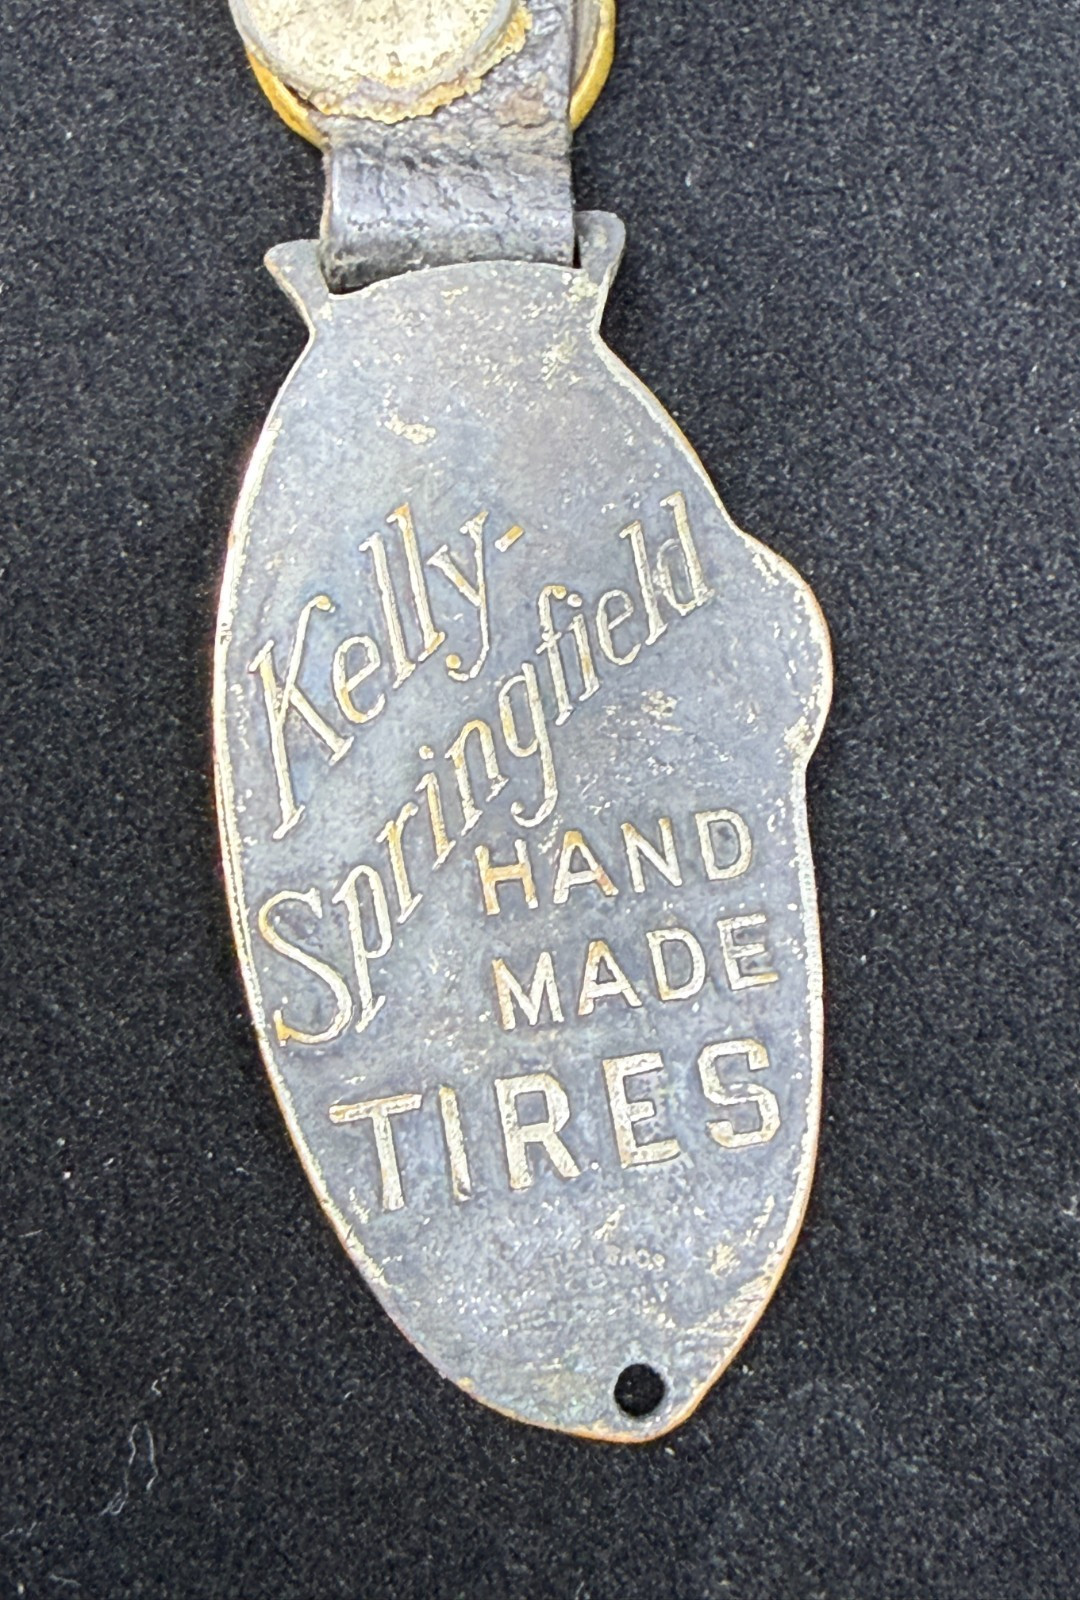 Kelly-
Springfield
HAND
MADE
TIRES